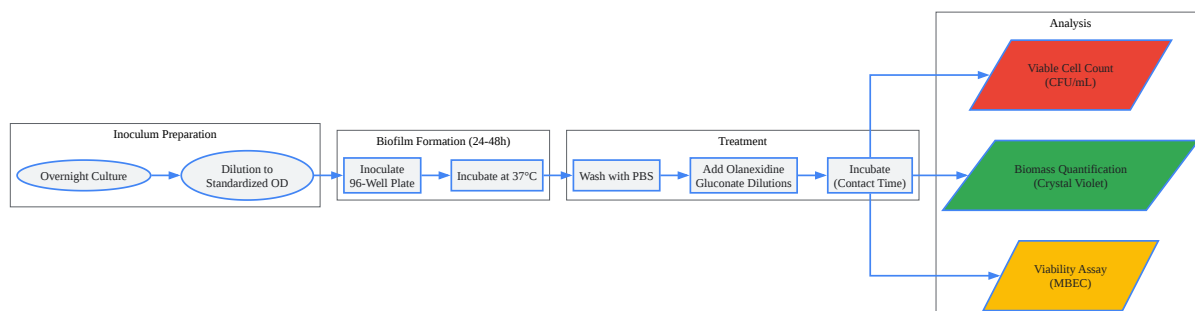 Analysis
Viable Cell Count
(CFU/mL)
Inoculum Preparation
Biofilm Formation (24-48h)
Treatment
Overnight Culture
Dilution to
Standardized OD
Inoculate
96-Well Plate
Incubate at 37°C
Wash with PBS
Add Olanexidine
Gluconate Dilutions
Incubate
(Contact Time)
Biomass Quantification
(Crystal Violet)
Viability Assay
(MBEC)